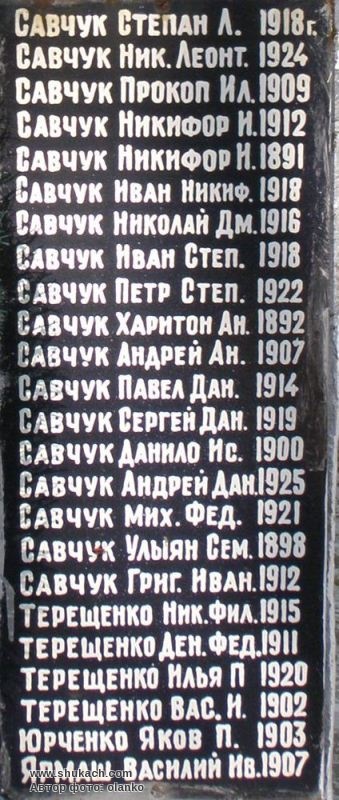 САВЧУК СТЕПАН Л. 1918г.
САВЧУК НИК. ЛЕОНТ. 1924
САВЧУК ПРОКОП ИЛ. 1909
САВЧУК НИКИФОР И. 1912
САВЧУК НИКИФОР И. 1891
САВЧУК ИВАН НИКИФ. 1918
САВЧУК НИКОЛАЙ ДМ. 1916
САВЧУК ИВАН СТЕП. 1918
САВЧУК ПЕТР СТЕП. 1922
САВЧУК ХАРИТОН АН. 1892
САВЧУК АНДРЕЙ АН. 1907
САВЧУК ПАВЕЛ ДАН. 1914
САВЧУК СЕРГЕЙ ДАН. 1919
САВЧУК ДАНИЛО ИС. 1900
САВЧУК АНДРЕЙ ДАН. 1925
САВЧУК МИХ. ФЕД. 1921
САВЧУК УЛЫЯН СЕМ. 1898
САВЧУК ГРИГ. ИВАН. 1912
ТЕРЕЩЕНКО НИК. ФИЛ. 1915
ТЕРЕЩЕНКО ДЕН. ФЕД. 1911
ТЕРЕЩЕНКО ИЛЬЯ П 1920
ТЕРЕЩЕНКО ВАС. И. 1902
ЮРЧЕНКО ЯКОВ П. 1903
ВАСИЛИЙ ИВ. 1907
www.shukach.com
Автор фото: olanko